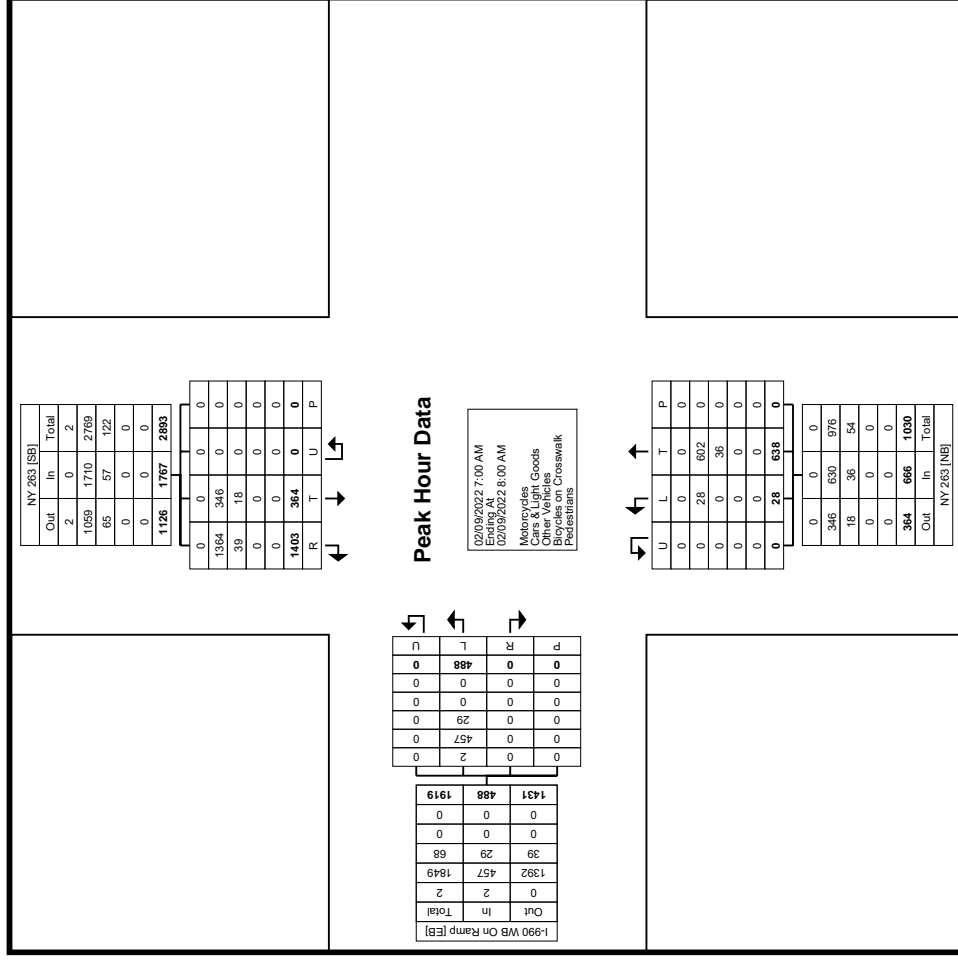 NY 263 [SB]
Out In Total
2 0 2
1059 1710 2769
65 57 122
0 0 0
0 0 0
1126 1767 2893
0 0 0 0
1364 346 0 0
39 18 0 0
0 0 0 0
0 0 0 0
1403 364 0 0
R T U P
Peak Hour Data
02/09/2022 7:00 AM
Ending At
02/09/2022 8:00 AM
Motorcycles
Cars & Light Goods
Other Vehicles
Bicycles on Crosswalk
Pedestrians
I-990 WB On Ramp [EB]
Out In Total
0 2 2
1392 457 1849
39 29 68
0 0 0
0 0 0
1431 488 1919
0 0 2 0
0 0 457 0
0 0 29 0
0 0 0 0
0 0 0 0
0 0 488 0
P R L U
U L T P
0 0 0 0
0 28 602 0
0 0 36 0
0 0 0 0
0 0 0 0
0 28 638 0
0 0 0
346 630 976
18 36 54
0 0 0
0 0 0
364 666 1030
Out In Total
NY 263 [NB]